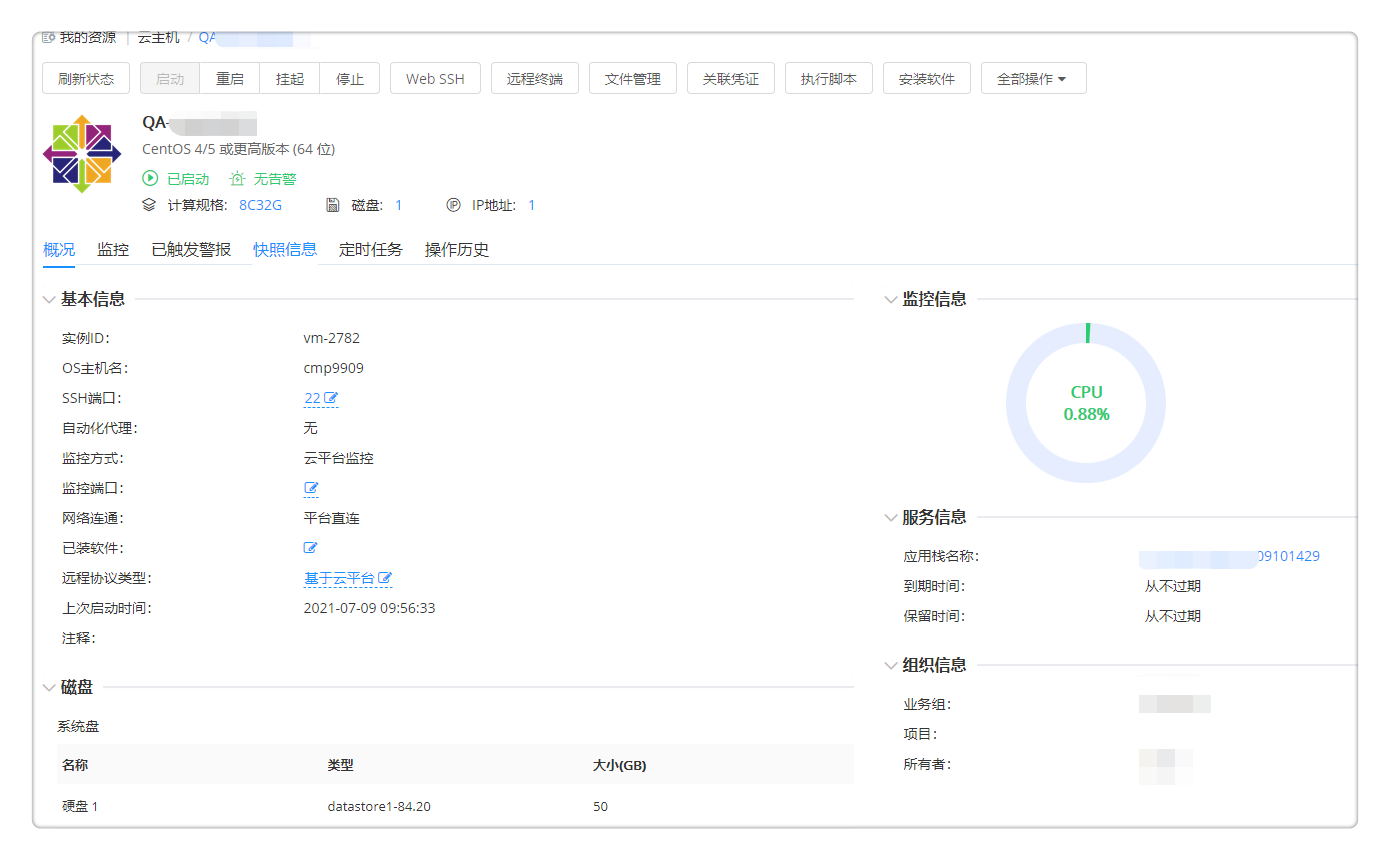 我的资源 | 云主机 / QA
刷新状态 启动 重启 挂起 停止 Web SSH 远程终端 文件管理 关联凭证 执行脚本 安装软件 全部操作
QA-
CentOS 4/5 或更高版本 (64 位)
已启动 无告警
计算规格: 8C32G 磁盘: 1 IP地址: 1
概况 监控 已触发警报 快照信息 定时任务 操作历史
基本信息
实例ID: vm-2782
OS主机名: cmp9909
SSH端口: 22
自动化代理: 无
监控方式: 云平台监控
监控端口:
网络连通: 平台直连
已装软件:
远程协议类型: 基于云平台
上次启动时间: 2021-07-09 09:56:33
注释:
磁盘
系统盘
名称 类型 大小(GB)
硬盘 1 datastore1-84.20 50
监控信息
CPU
0.88%
服务信息
应用栈名称: 09101429
到期时间: 从不过期
保留时间: 从不过期
组织信息
业务组:
项目:
所有者: